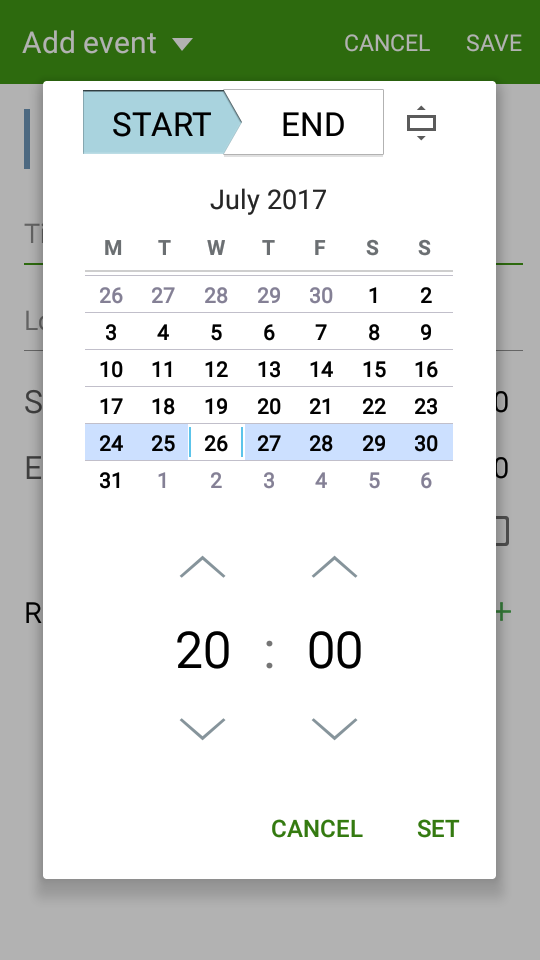 Add event CANCEL SAVE
START END
July 2017
M T W T F S S
26 27 28 29 30 1 2
3 4 5 6 7 8 9
10 11 12 13 14 15 16
17 18 19 20 21 22 23
24 25 26 27 28 29 30
31 1 2 3 4 5 6
20 : 00
CANCEL SET